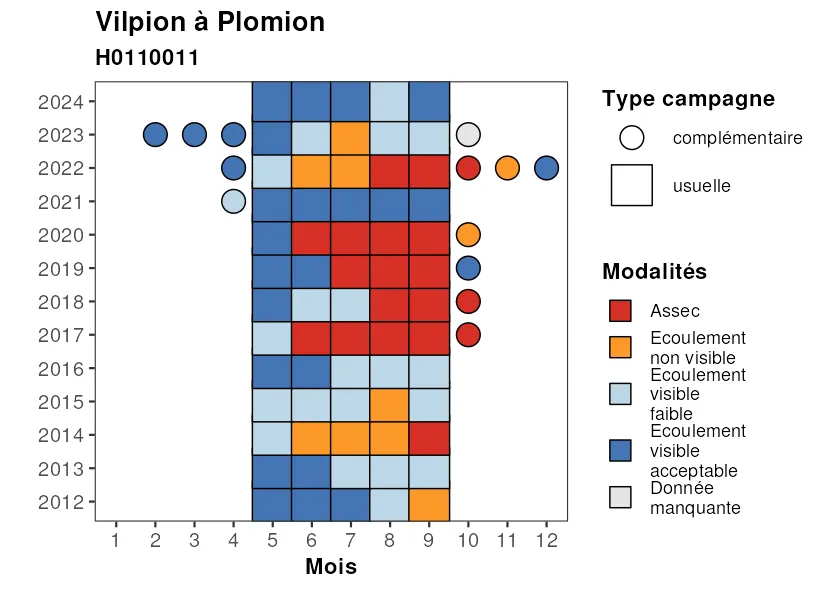 Vilpion à Plomion
H0110011
2024
2023
2022
2021
2020
2019
2018
2017
2016
2015
2014
2013
2012
1 2 3 4 5 6 7 8 9 10 11 12
Mois
Type campagne
complémentaire
usuelle
Modalités
Assec
Ecoulement
non visible
Ecoulement
visible
faible
Ecoulement
visible
acceptable
Donnée
manquante